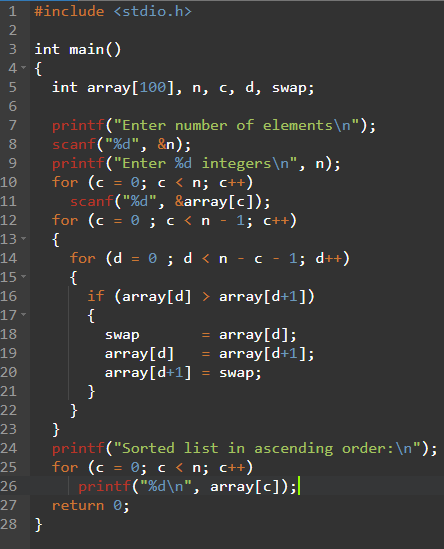 1 #include <stdio.h>
2
3 int main()
4 {
5   int array[100], n, c, d, swap;
6
7   printf("Enter number of elements\n");
8   scanf("%d", &n);
9   printf("Enter %d integers\n", n);
10   for (c = 0; c < n; c++)
11     scanf("%d", &array[c]);
12   for (c = 0 ; c < n - 1; c++)
13   {
14     for (d = 0 ; d < n - c - 1; d++)
15     {
16       if (array[d] > array[d+1])
17       {
18         swap       = array[d];
19         array[d]   = array[d+1];
20         array[d+1] = swap;
21       }
22     }
23   }
24   printf("Sorted list in ascending order:\n");
25   for (c = 0; c < n; c++)
26      printf("%d\n", array[c]);
27   return 0;
28 }